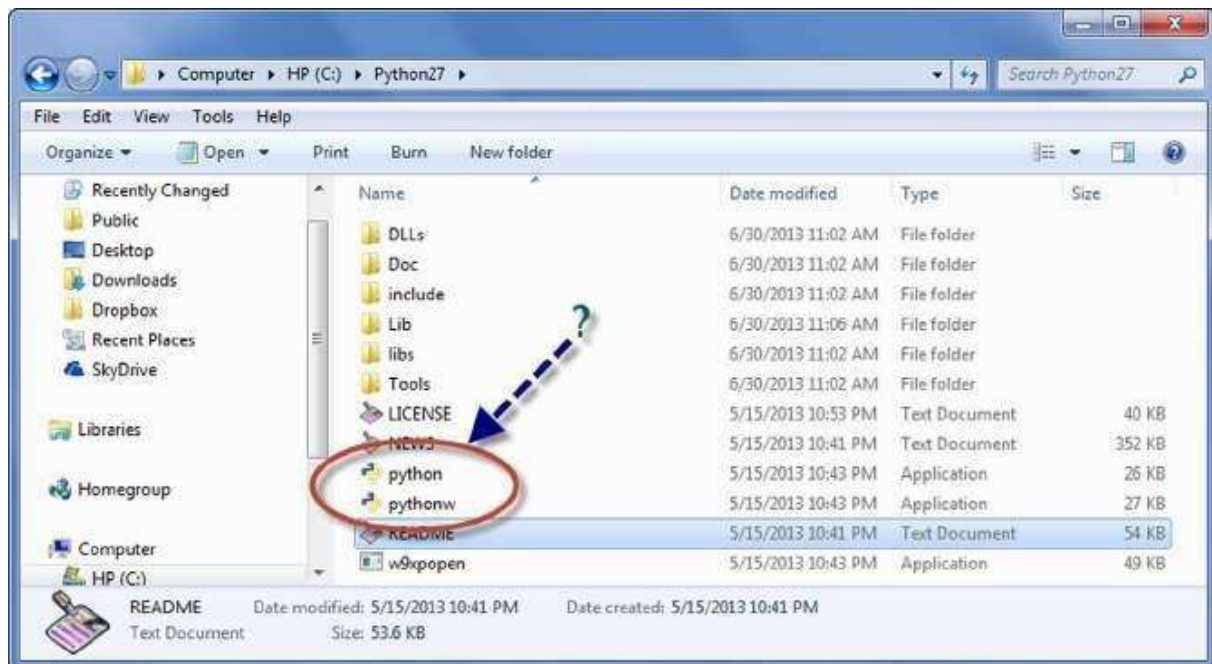 Computer HP (C:) Python27 Search Python27
File Edit View Tools Help
Organize Open Print Burn New folder
Name Date modified Type Size
Recently Changed
Public
Desktop
Downloads
Dropbox
Recent Places
SkyDrive
Libraries
Homegroup
Computer
HP (C:)
DLLs 6/30/2013 11:02 AM File folder
Doc 6/30/2013 11:02 AM File folder
include 6/30/2013 11:02 AM File folder
Lib 6/30/2013 11:06 AM File folder
libs 6/30/2013 11:02 AM File folder
Tools 6/30/2013 11:02 AM File folder
LICENSE 5/15/2013 10:53 PM Text Document 40 KB
NEWS 5/15/2013 10:41 PM Text Document 352 KB
python 5/15/2013 10:43 PM Application 26 KB
pythonw 5/15/2013 10:43 PM Application 27 KB
README 5/15/2013 10:41 PM Text Document 54 KB
w9xpopen 5/15/2013 10:43 PM Application 49 KB
?
README Date modified: 5/15/2013 10:41 PM Date created: 5/15/2013 10:41 PM
Text Document Size: 53.6 KB